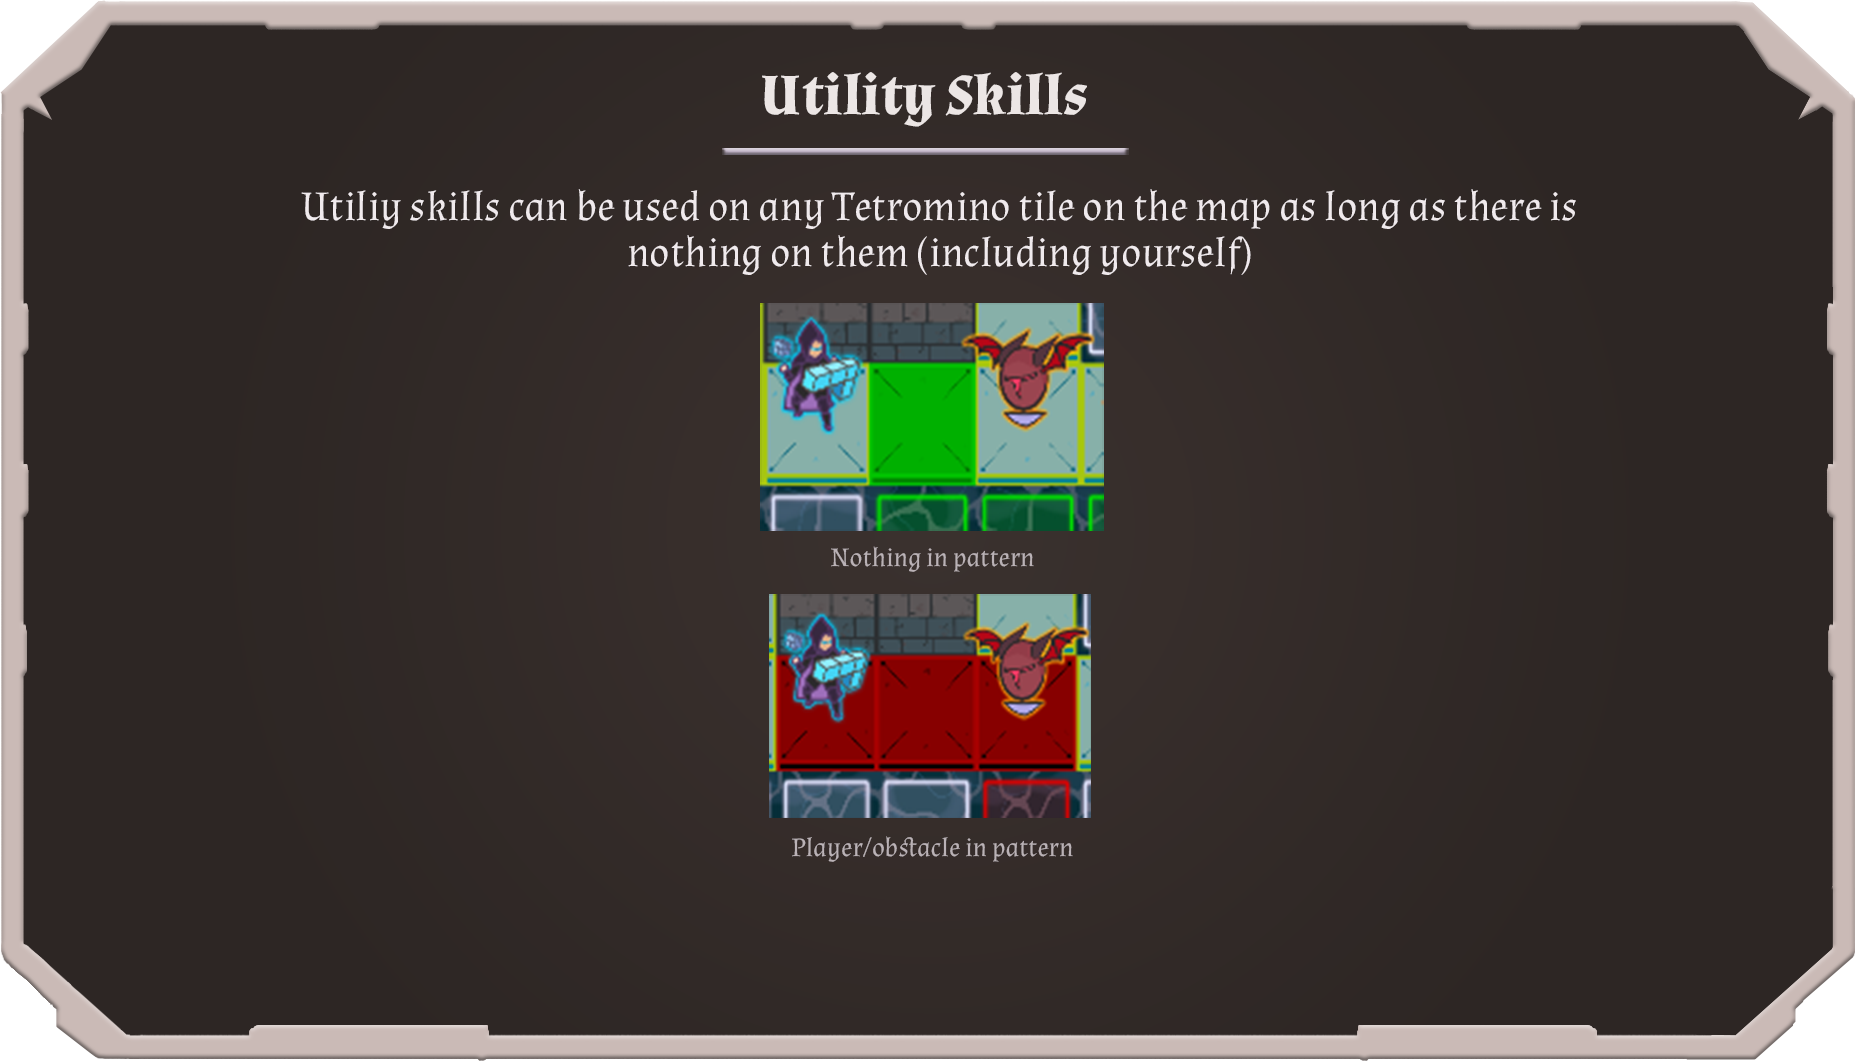 Utility Skills
Utiliy skills can be used on any Tetromino tile on the map as long as there is
nothing on them (including yourself)
Nothing in pattern
Player/obstacle in pattern